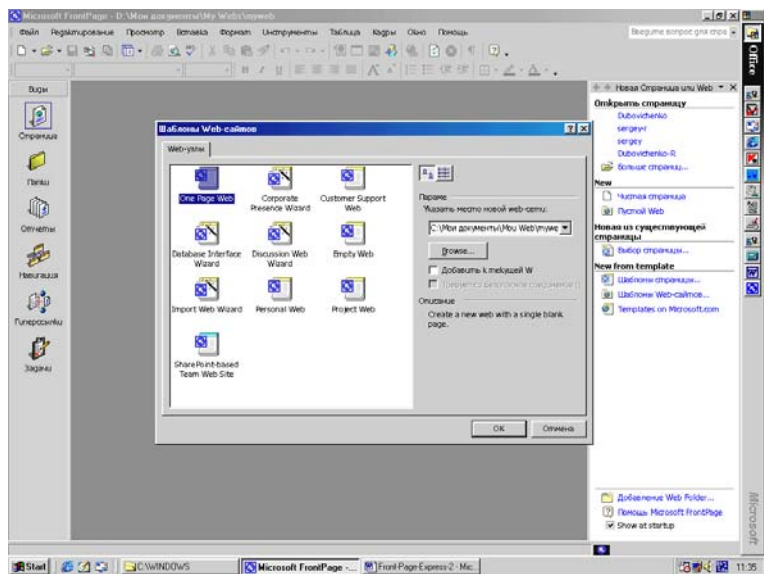 Microsoft FrontPage - D:\Мои документы\My Webs\myweb
Файл Редактирование Просмотр Вставка Формат Инструменты Таблица Кадры Окно Помощь
Введите вопрос для спра
Office
Виды
Страница
Папки
Отчеты
Навигация
Гиперссылки
Задачи
Шаблоны Web-сайтов
Web-узлы
One Page Web
Corporate Presence Wizard
Customer Support Web
Database Interface Wizard
Discussion Web Wizard
Empty Web
Import Web Wizard
Personal Web
Project Web
SharePoint-based
Team Web Site
Параме
Указать место новой web-сети:
C:\Мои документы\Мои Web\mywe
Browse...
Добавить к текущей W
Описание
Create a new web with a single blank
page.
OK
Отмена
Новая Страница или Web
Открыть страницу
Dubovichenko
sergey-r
sergey
Dubovichenko-R
Больше страниц...
New
Чистая страница
Пустой Web
Новая из существующей
страницы
Выбор страницы...
New from template
Шаблоны страниц...
Шаблоны Web-сайтов...
Templates on Microsoft.com
Добавление Web Folder...
Помощь Microsoft FrontPage
Show at startup
Microsoft
Start
C:\WINDOWS
Microsoft FrontPage -...
Front-Page-Express-2 - Mic...
11:35